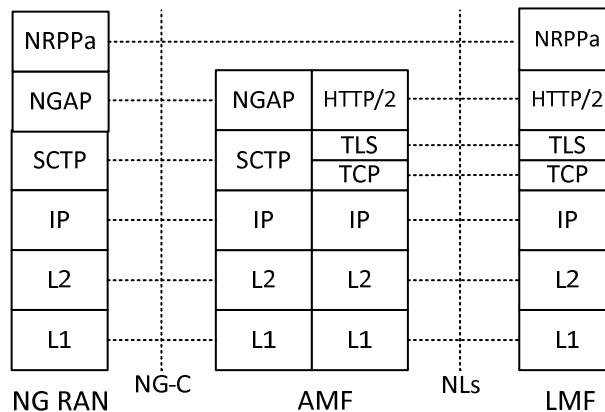 NRPPa NRPPa
NGAP NGAP HTTP/2 HTTP/2
SCTP SCTP TLS TLS
TCP TCP
IP IP IP IP
L2 L2 L2 L2
L1 L1 L1 L1
NG RAN NG-C AMF NLs LMF